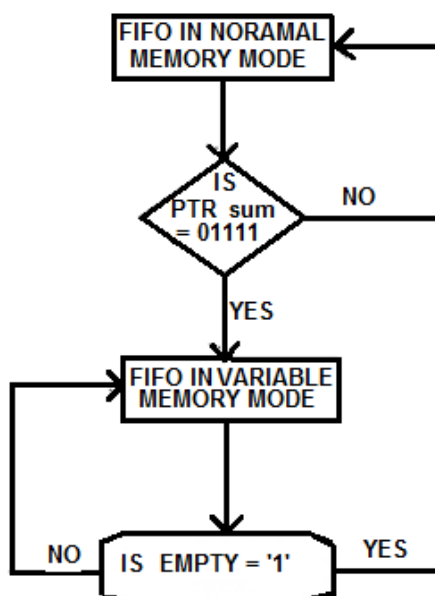 FIFO IN NORAMAL
MEMORY MODE
IS
PTR sum
= 01111
NO
YES
FIFO IN VARIABLE
MEMORY MODE
NO
IS EMPTY = '1'
YES